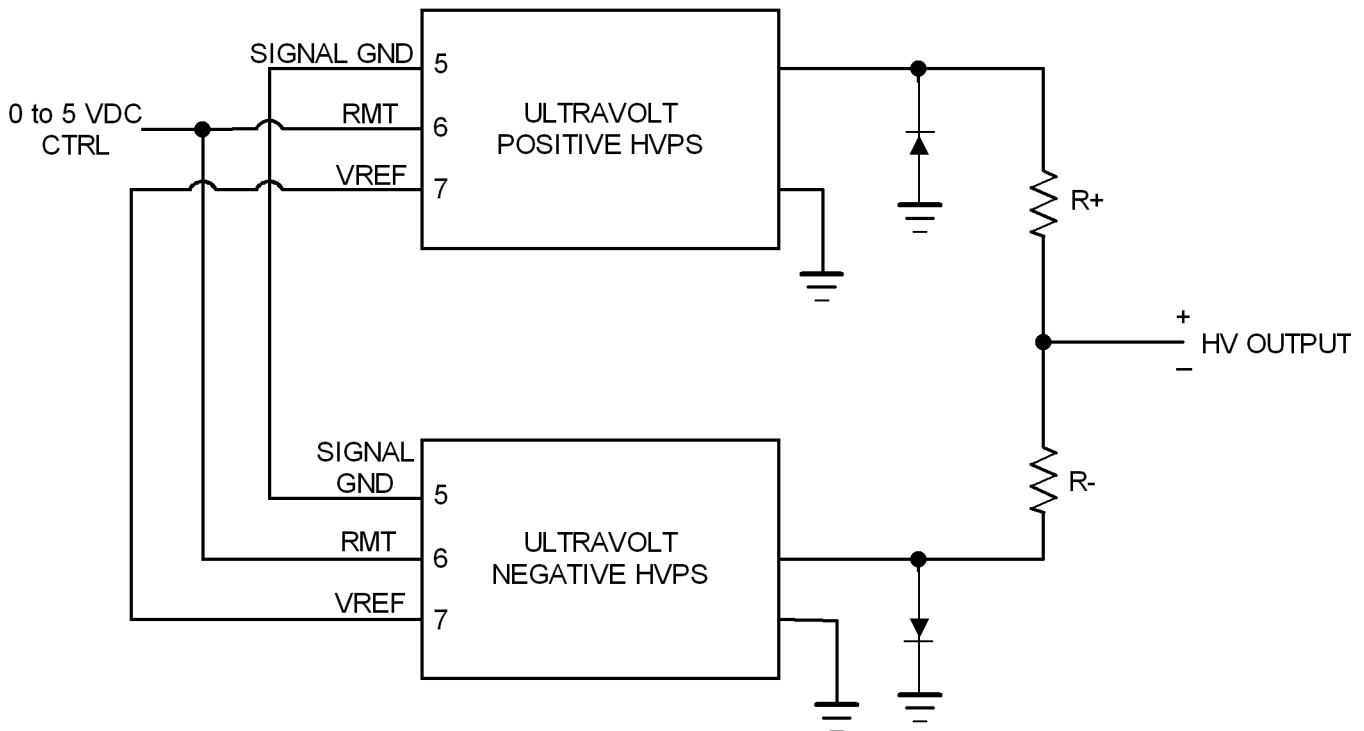 SIGNAL GND
5
0 to 5 VDC
CTRL
RMT
6
VREF
7
ULTRAVOLT
POSITIVE HVPS
R+
+
HV OUTPUT
–
R-
SIGNAL
GND
5
RMT
6
VREF
7
ULTRAVOLT
NEGATIVE HVPS